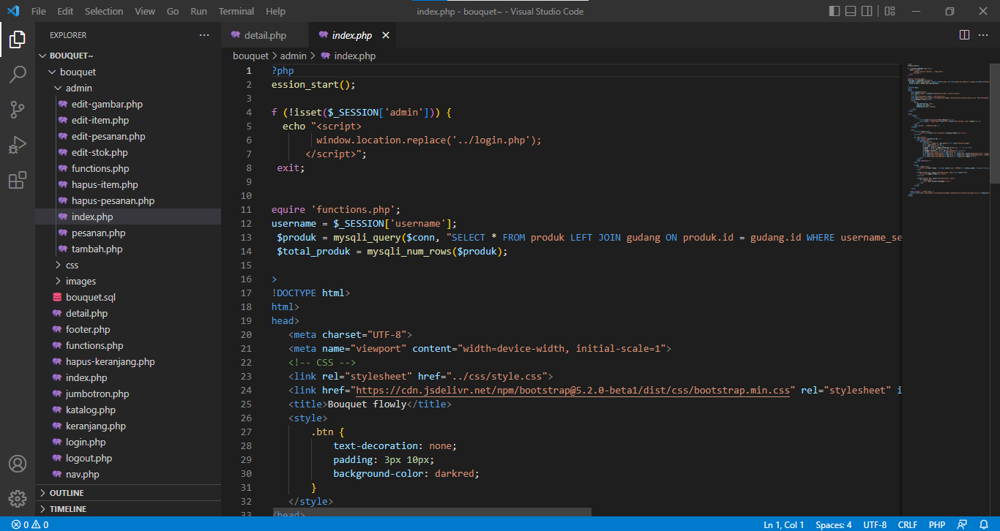 File Edit Selection View Go Run Terminal Help
index.php - bouquet~ - Visual Studio Code
EXPLORER
BOUQUET~
bouquet
admin
edit-gambar.php
edit-item.php
edit-pesanan.php
edit-stok.php
functions.php
hapus-item.php
hapus-pesanan.php
index.php
pesanan.php
tambah.php
css
images
bouquet.sql
detail.php
footer.php
functions.php
hapus-keranjang.php
index.php
jumbotron.php
katalog.php
keranjang.php
login.php
logout.php
nav.php
OUTLINE
TIMELINE
detail.php index.php
bouquet > admin > index.php
1 ?php
2 ession_start();
3
4 f (!isset($_SESSION['admin'])) {
5 echo "<script>
6 window.location.replace('../login.php');
7 </script>";
8 exit;
9
10
11 equire 'functions.php';
12 username = $_SESSION['username'];
13 $produk = mysqli_query($conn, "SELECT * FROM produk LEFT JOIN gudang ON produk.id = gudang.id WHERE username_se
14 $total_produk = mysqli_num_rows($produk);
15
16 >
17 !DOCTYPE html>
18 html>
19 head>
20 <meta charset="UTF-8">
21 <meta name="viewport" content="width=device-width, initial-scale=1">
22 <!-- CSS -->
23 <link rel="stylesheet" href="../css/style.css">
24 <link href="https://cdn.jsdelivr.net/npm/bootstrap@5.2.0-beta1/dist/css/bootstrap.min.css" rel="stylesheet" i
25 <title>Bouquet flowly</title>
26 <style>
27 .btn {
28 text-decoration: none;
29 padding: 3px 10px;
30 background-color: darkred;
31 }
32 </style>
33 /head>
0 0
Ln 1, Col 1 Spaces: 4 UTF-8 CRLF PHP